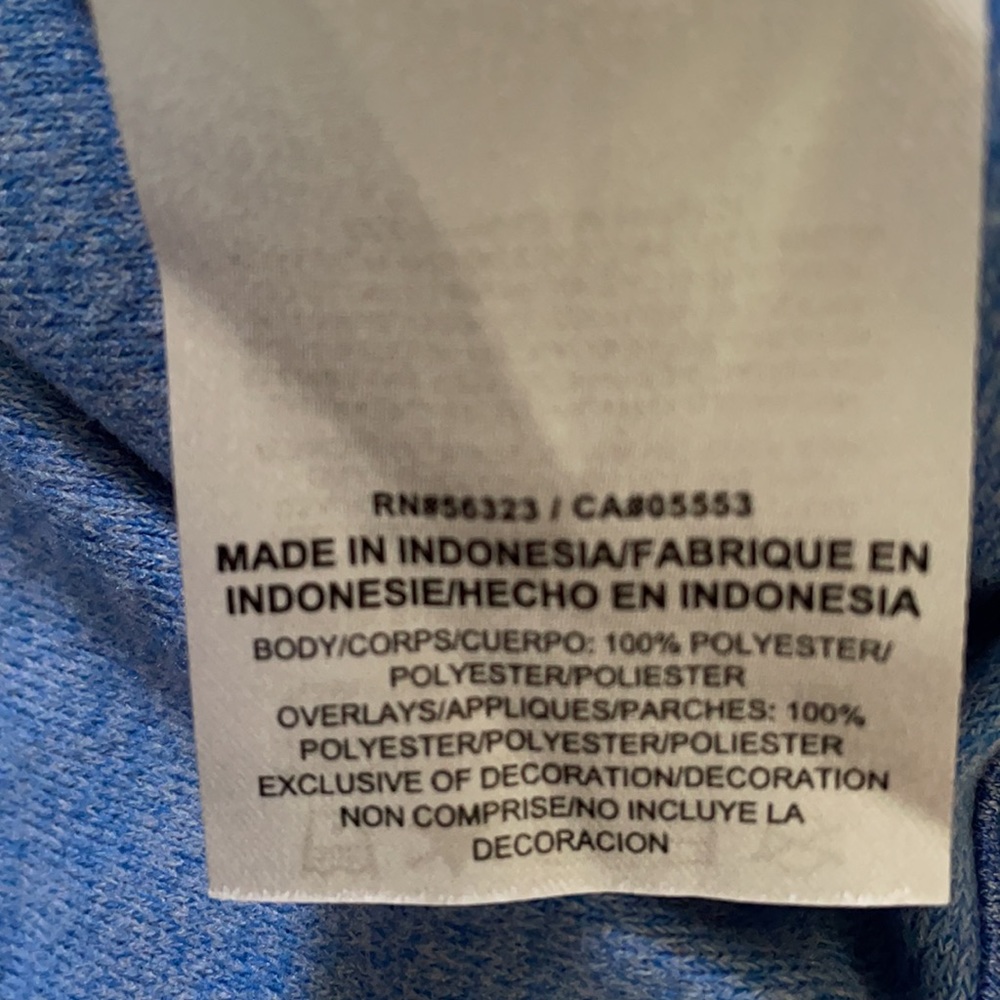 RN#56323 / CA#05553
MADE IN INDONESIA/FABRIQUE EN
INDONESIE/HECHO EN INDONESIA
BODY/CORPS/CUERPO: 100% POLYESTER/
POLYESTER/POLIESTER
OVERLAYS/APPLIQUES/PARCHES: 100%
POLYESTER/POLYESTER/POLIESTER
EXCLUSIVE OF DECORATION/DECORATION
NON COMPRISE/NO INCLUYE LA
DECORACION